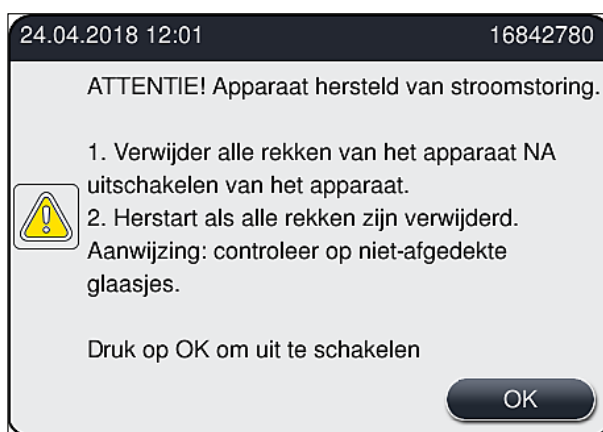 24.04.2018 12:01 16842780
ATTENTIE! Apparaat hersteld van stroomstoring.
1. Verwijder alle rekken van het apparaat NA
uitschakelen van het apparaat.
2. Herstart als alle rekken zijn verwijderd.
Aanwijzing: controleer op niet-afgedekte
glaasjes.
Druk op OK om uit te schakelen
OK